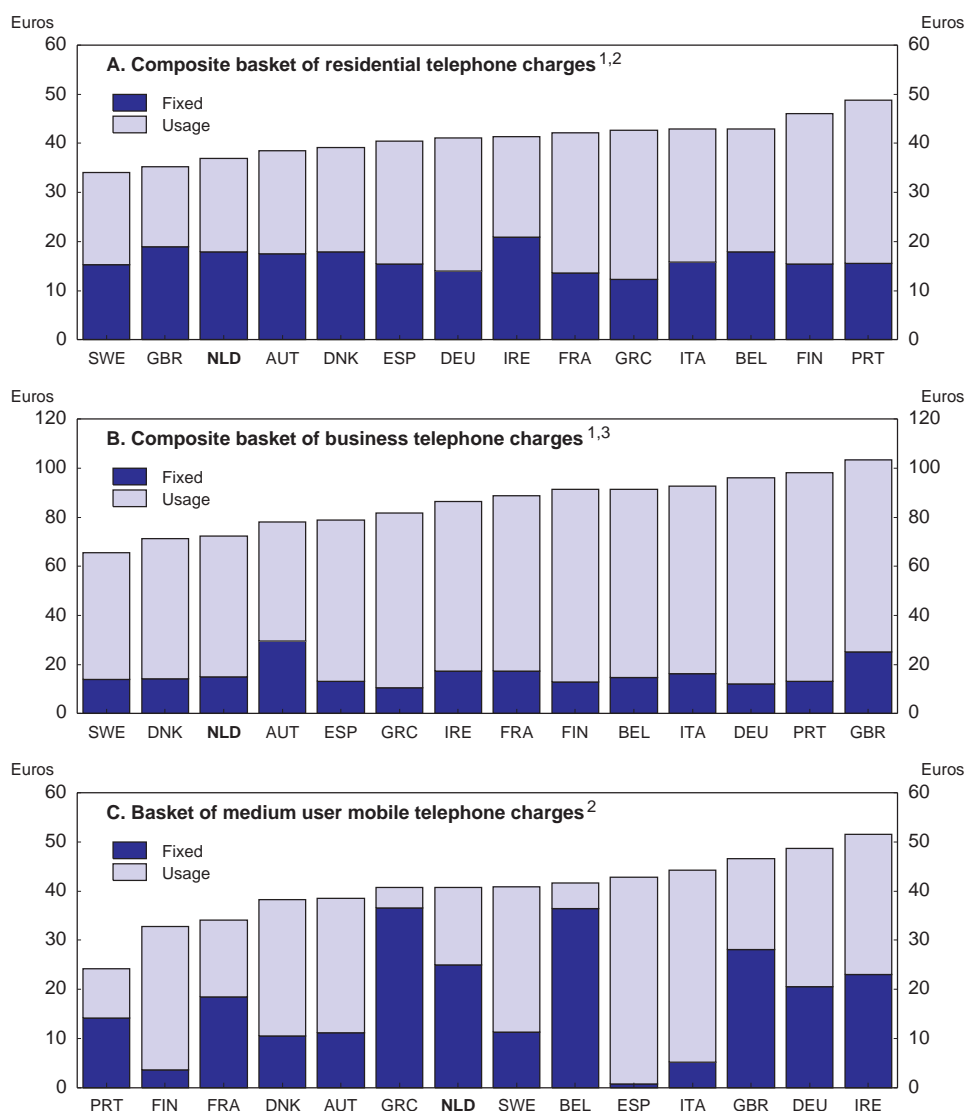 Euros Euros
60 60
A. Composite basket of residential telephone charges 1,2
50 50
Fixed
Usage
40 40
30 30
20 20
10 10
0 0
SWE GBR NLD AUT DNK ESP DEU IRE FRA GRC ITA BEL FIN PRT
Euros Euros
120 120
B. Composite basket of business telephone charges 1,3
100 100
Fixed
Usage
80 80
60 60
40 40
20 20
0 0
SWE DNK NLD AUT ESP GRC IRE FRA FIN BEL ITA DEU PRT GBR
Euros Euros
60 60
C. Basket of medium user mobile telephone charges 2
50 50
Fixed
Usage
40 40
30 30
20 20
10 10
0 0
PRT FIN FRA DNK AUT GRC NLD SWE BEL ESP ITA GBR DEU IRE